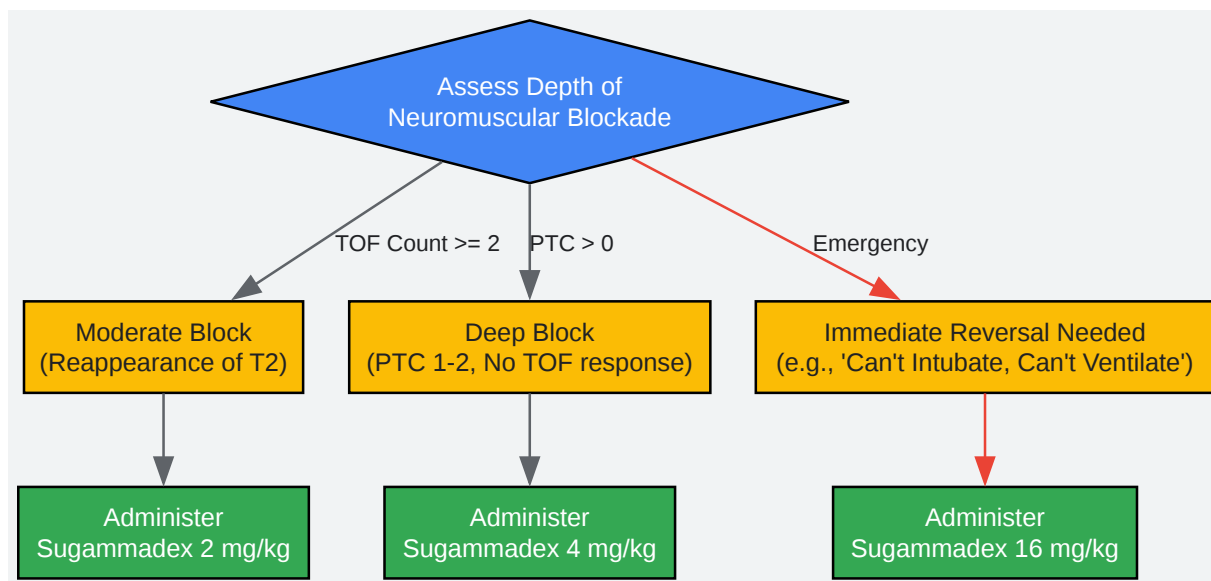 Assess Depth of
Neuromuscular Blockade
TOF Count >= 2
PTC > 0
Emergency
Moderate Block
(Reappearance of T2)
Deep Block
(PTC 1-2, No TOF response)
Immediate Reversal Needed
(e.g., 'Can't Intubate, Can't Ventilate')
Administer
Sugammadex 2 mg/kg
Administer
Sugammadex 4 mg/kg
Administer
Sugammadex 16 mg/kg